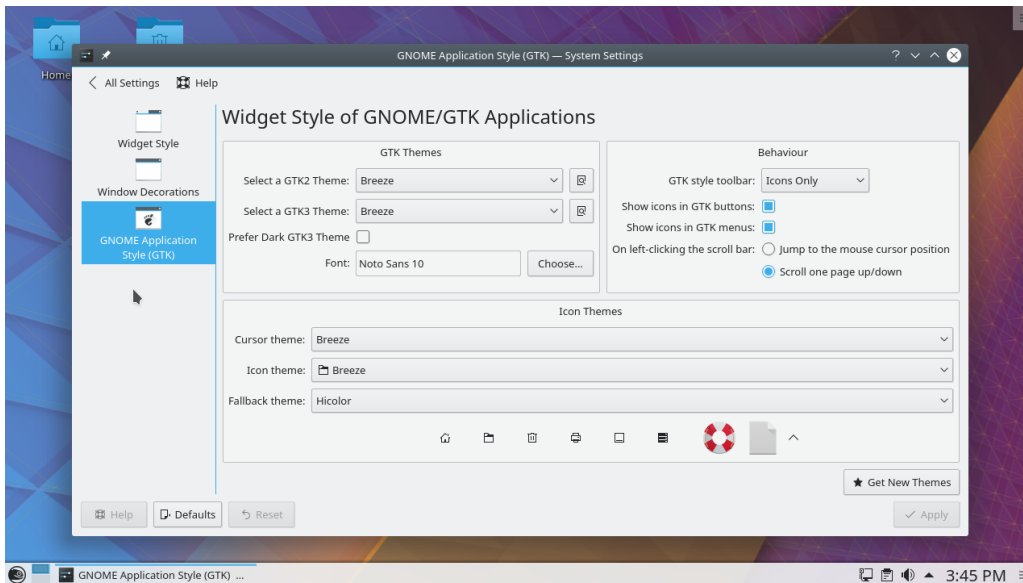 Home
GNOME Application Style (GTK) — System Settings
?
All Settings Help
Widget Style
Window Decorations
GNOME Application
Style (GTK)
Widget Style of GNOME/GTK Applications
GTK Themes
Select a GTK2 Theme: Breeze
Select a GTK3 Theme: Breeze
Prefer Dark GTK3 Theme
Font: Noto Sans 10 Choose...
Behaviour
GTK style toolbar: Icons Only
Show icons in GTK buttons:
Show icons in GTK menus:
On left-clicking the scroll bar: Jump to the mouse cursor position
Scroll one page up/down
Icon Themes
Cursor theme: Breeze
Icon theme: Breeze
Fallback theme: Hicolor
Get New Themes
Help Defaults Reset Apply
GNOME Application Style (GTK) ... 3:45 PM